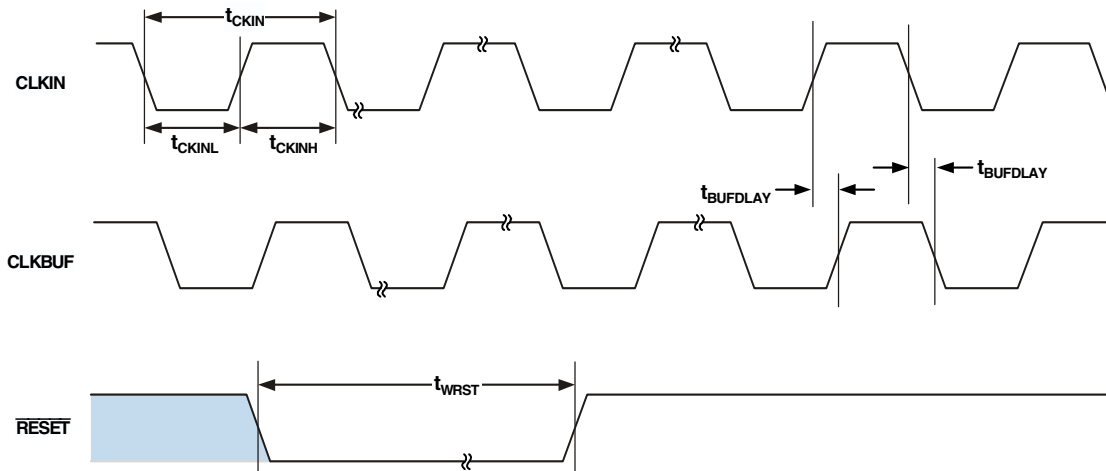 tCKIN
CLKIN
tCKINL
tCKINH
tBUFDLAY
tBUFDLAY
CLKBUF
tWRST
RESET